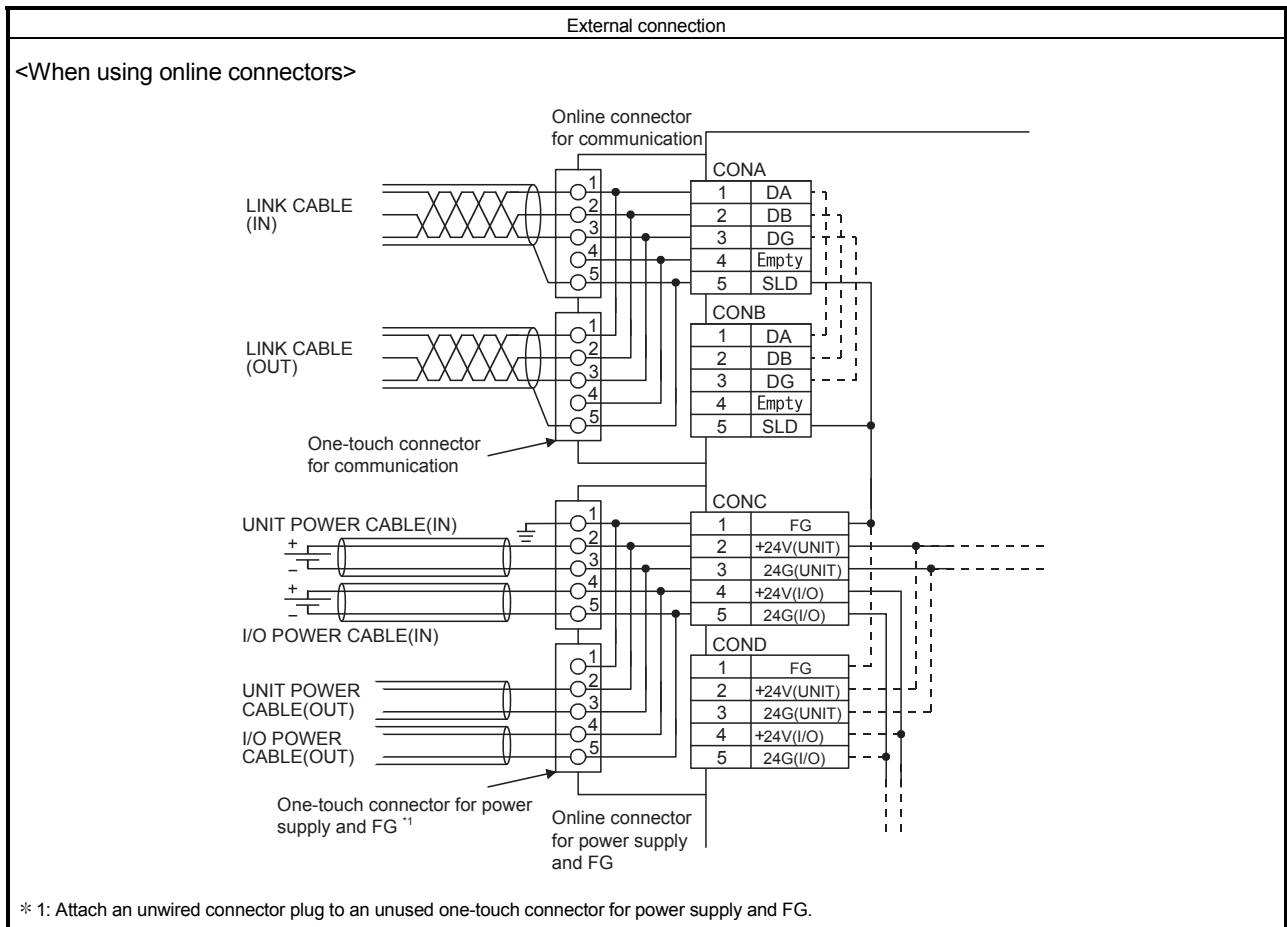 External connection
<When using online connectors>
Online connector
for communication
LINK CABLE
(IN)
1
2
3
4
5
CONA
1 DA
2 DB
3 DG
4 Empty
5 SLD
LINK CABLE
(OUT)
1
2
3
4
5
CONB
1 DA
2 DB
3 DG
4 Empty
5 SLD
One-touch connector
for communication
UNIT POWER CABLE(IN)
+
−
+
−
I/O POWER CABLE(IN)
1
2
3
4
5
CONC
1 FG
2 +24V(UNIT)
3 24G(UNIT)
4 +24V(I/O)
5 24G(I/O)
UNIT POWER
CABLE(OUT)
I/O POWER
CABLE(OUT)
1
2
3
4
5
COND
1 FG
2 +24V(UNIT)
3 24G(UNIT)
4 +24V(I/O)
5 24G(I/O)
One-touch connector for power
supply and FG *1
Online connector
for power supply
and FG
＊1: Attach an unwired connector plug to an unused one-touch connector for power supply and FG.